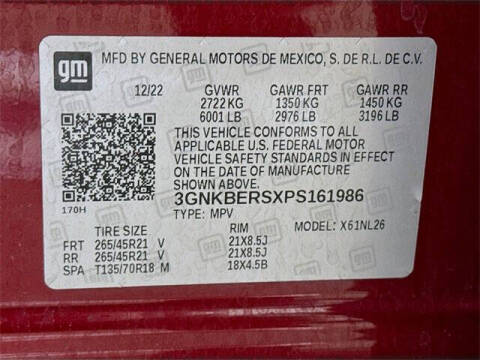 gm
MFD BY GENERAL MOTORS DE MEXICO, S. DE R.L. DE C.V.
12/22 GVWR GAWR FRT GAWR RR
2722 KG 1350 KG 1450 KG
6001 LB 2976 LB 3196 LB
THIS VEHICLE CONFORMS TO ALL
APPLICABLE U.S. FEDERAL MOTOR
VEHICLE SAFETY STANDARDS IN EFFECT
ON THE DATE OF MANUFACTURE
SHOWN ABOVE.
170H 3GNKBERSXPS161986
TYPE: MPV MODEL: X61NL26
TIRE SIZE RIM
FRT 265/45R21 V 21X8.5J
RR 265/45R21 V 21X8.5J
SPA T135/70R18 M 18X4.5B